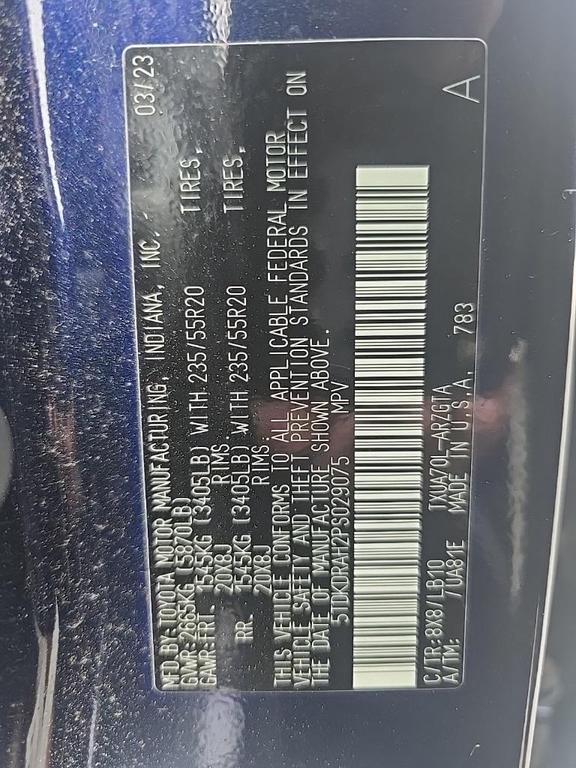 MFD.BY:TOYOTA MOTOR MANUFACTURING, INDIANA, INC. 03/23
GVWR:2665KG (5870LB)
GAWR:FRT. 1545KG (3405LB) WITH 235/55R20 TIRES,
20X8J RIMS.
RR. 1545KG (3405LB) WITH 235/55R20 TIRES,
20X8J RIMS.
THIS VEHICLE CONFORMS TO ALL APPLICABLE FEDERAL MOTOR
VEHICLE SAFETY AND THEFT PREVENTION STANDARDS IN EFFECT ON
THE DATE OF MANUFACTURE SHOWN ABOVE.
5TDKDRAH2PS029075 MPV
C/TR:8X8/LB10 TXUA70L-ARZGTA
A/TM: /UA81E MADE IN U.S.A. 783 A